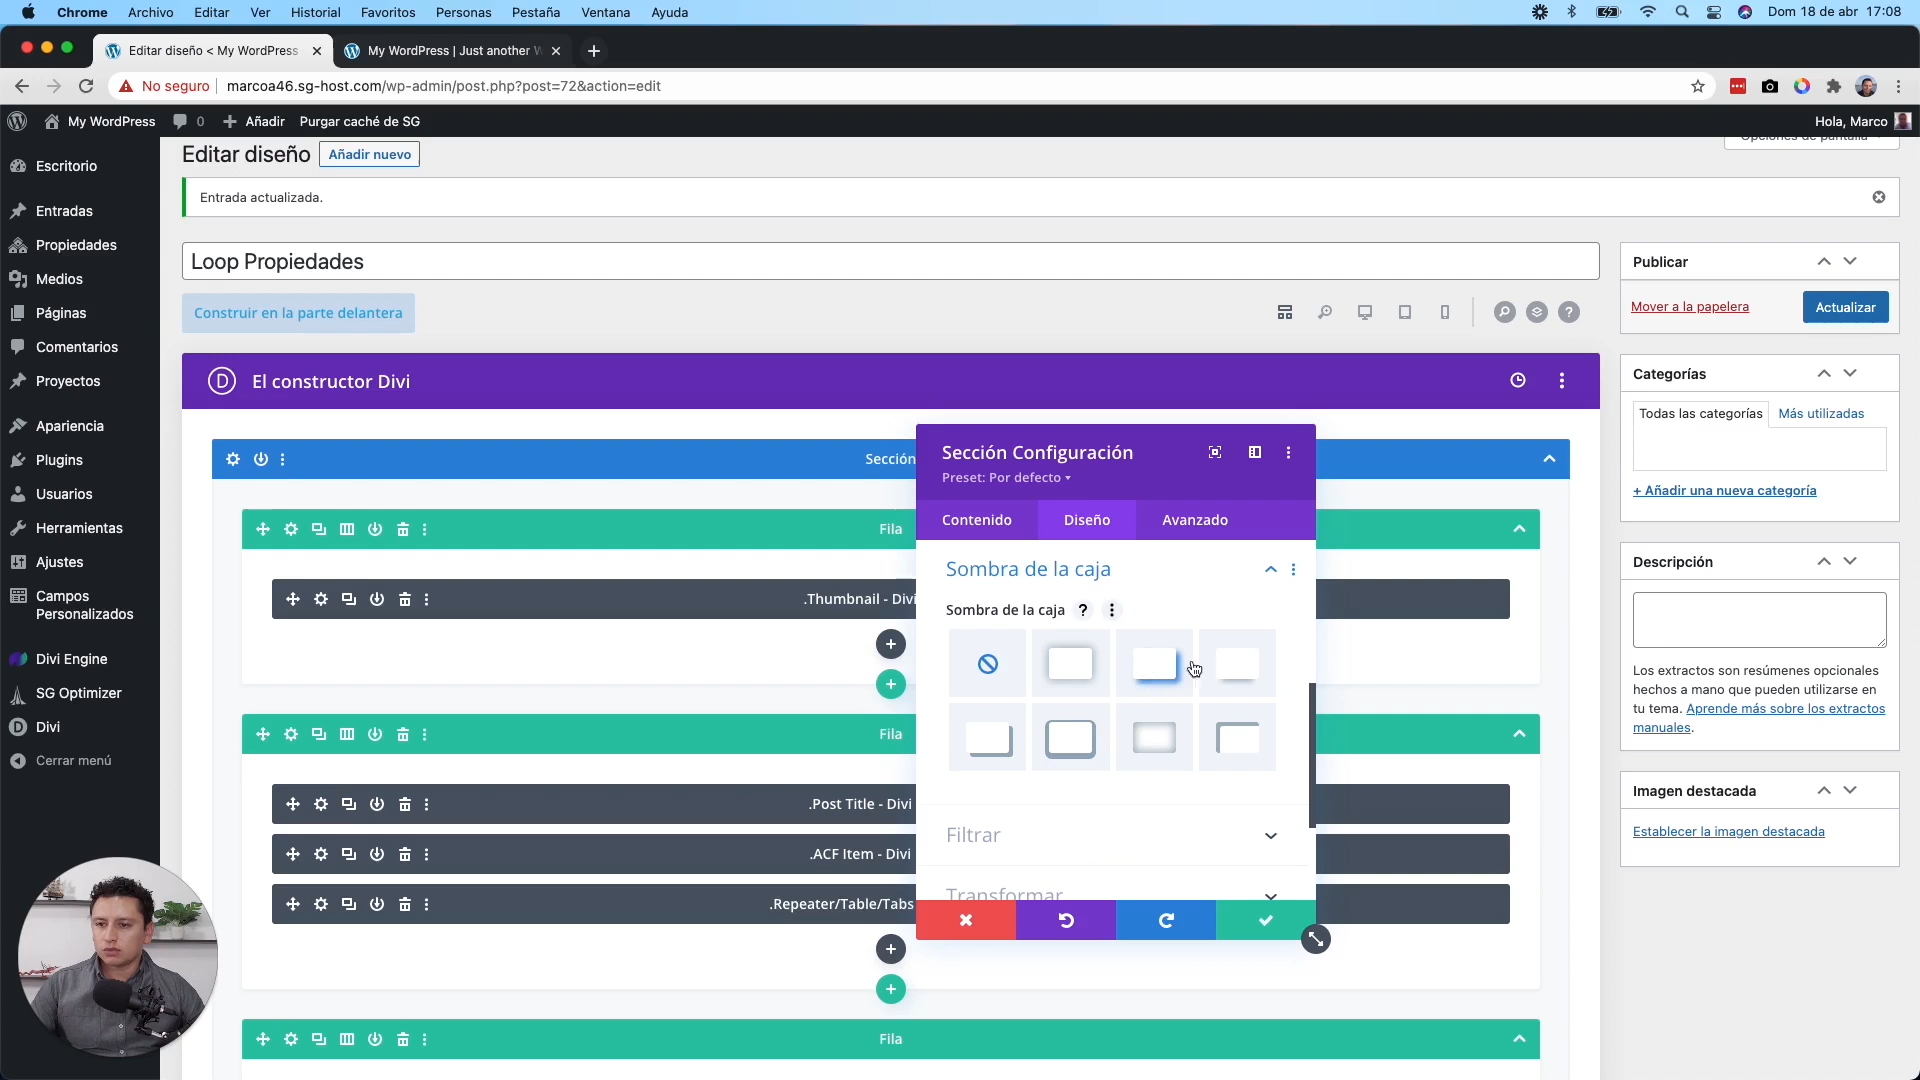 Chrome Archivo Editar Ver Historial Favoritos Personas Pestaña Ventana Ayuda Dom 18 de abr 17:08
Editar diseño < My WordPress
My WordPress | Just another W
No seguro marcoa46.sg-host.com/wp-admin/post.php?post=72&action=edit
My WordPress 0 Añadir Purgar caché de SG Hola, Marco
Opciones de pantalla
Editar diseño Añadir nuevo
Entrada actualizada.
Escritorio
Entradas
Propiedades
Medios
Páginas
Comentarios
Proyectos
Apariencia
Plugins
Usuarios
Herramientas
Ajustes
Campos
Personalizados
Divi Engine
SG Optimizer
Divi
Cerrar menú
Loop Propiedades
Construir en la parte delantera
El constructor Divi
Sección
Fila
.Thumbnail - Divi
Fila
.Post Title - Divi
.ACF Item - Divi
.Repeater/Table/Tabs
Fila
Sección Configuración
Preset: Por defecto
Contenido Diseño Avanzado
Sombra de la caja
Sombra de la caja ?
Filtrar
Transformar
Publicar
Mover a la papelera Actualizar
Categorías
Todas las categorías Más utilizadas
+ Añadir una nueva categoría
Descripción
Los extractos son resúmenes opcionales
hechos a mano que pueden utilizarse en
tu tema. Aprende más sobre los extractos
manuales.
Imagen destacada
Establecer la imagen destacada